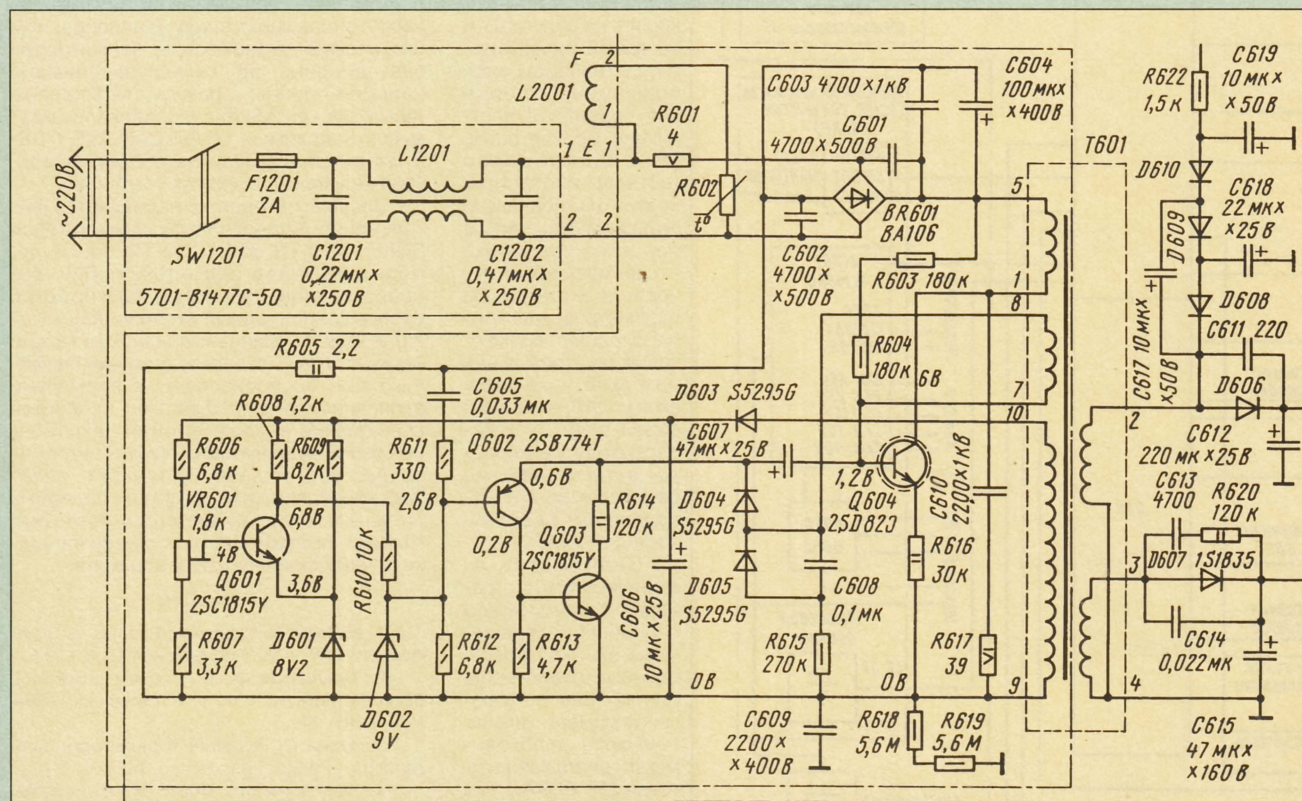 F 2
L2001
1
R601
4
C603 4700×1кВ
C604
100мк×
×400В
R622
1,5к
C619
10мк×
×50В
~220В
L1201
F1201
2А
1 E 1
R602
t°
C601
4700×500В
T601
5
D610
C618
22мк×
×25В
SW1201
C1201
0,22мк×
×250В
C1202
0,47мк×
×250В
2 2
C602
4700×
×500В
BR601
BA106
D609
5701-B1477C-50
R603 180к
1
8
D608
C617 10мк×
×50В
C611 220
R605 2,2
C605
0,033мк
D603 S5295G
R604
180к
6В
7
10
D606
R608 1,2к
R606
6,8к
R609
8,2к
R611
330
Q602 2SB774T
C607
47мк×25В
2
C612
220мк×25В
VR601
1,8к
6,8В
2,6В
0,6В
R614
120к
D604
S5295G
1,2В
Q604
2SD820
C610
2200×1кВ
C613
4700
R620
120к
4В
Q601
2SC1815Y
3,6В
R610 10к
0,2В
Q603
2SC1815Y
C606
10мк×25В
D605
S5295G
C608
0,1мк
R616
30к
3
D607 1S1835
R607
3,3к
D601
8V2
R612
6,8к
R613
4,7к
R615
270к
R617
39
C614
0,022мк
0В
0В
9
4
D602
9V
C609
2200×
×400В
R618
5,6М
R619
5,6М
C615
47мк×
×160В